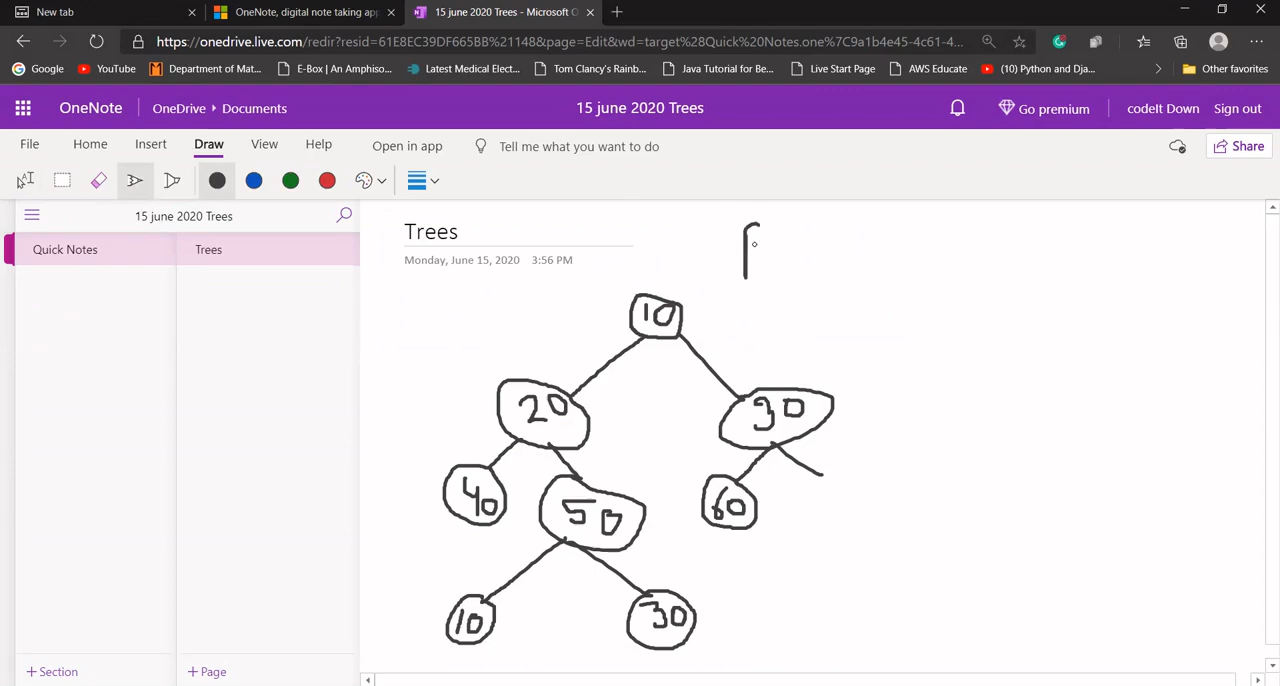 New tab
OneNote, digital note taking ap
15 june 2020 Trees - Microsoft O
https://onedrive.live.com/redir?resid=61E8EC39DF665BB%21148&page=Edit&wd=target%28Quick%20Notes.one%7C9a1b4e45-4c61-4...
Google
YouTube
Department of Mat...
E-Box | An Amphiso...
Latest Medical Elect...
Tom Clancy's Rainb...
Java Tutorial for Be...
Live Start Page
AWS Educate
(10) Python and Dja...
Other favorites
OneNote
OneDrive
Documents
15 june 2020 Trees
Go premium
codeIt Down
Sign out
File
Home
Insert
Draw
View
Help
Open in app
Tell me what you want to do
Share
15 june 2020 Trees
Quick Notes
Trees
Trees
Monday, June 15, 2020 3:56 PM
10
20
30
40
50
60
10
30
+ Section
+ Page